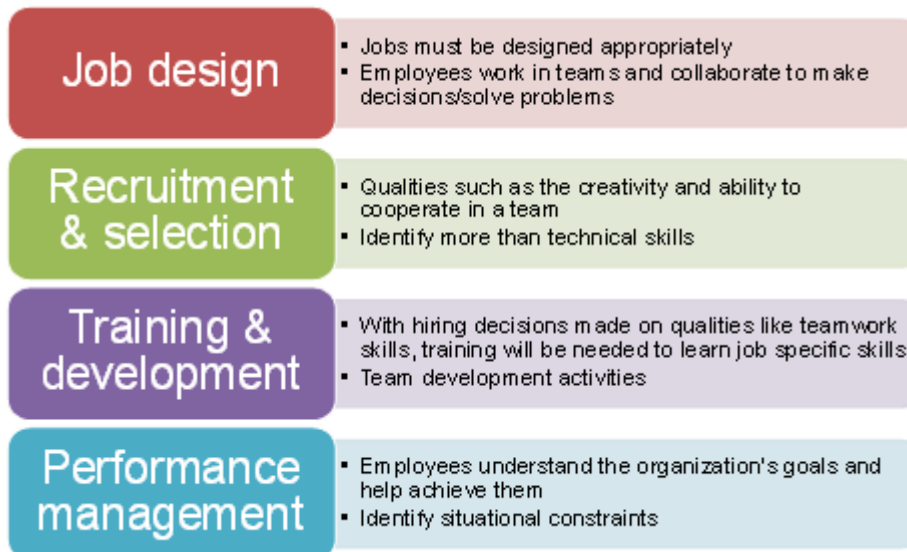 Job design
▪ Jobs must be designed appropriately
▪ Employees work in teams and collaborate to make
decisions/solve problems
Recruitment
& selection
▪ Qualities such as the creativity and ability to
cooperate in a team
▪ Identify more than technical skills
Training &
development
▪ With hiring decisions made on qualities like teamwork
skills, training will be needed to learn job specific skills
▪ Team development activities
Performance
management
▪ Employees understand the organization's goals and
help achieve them
▪ Identify situational constraints